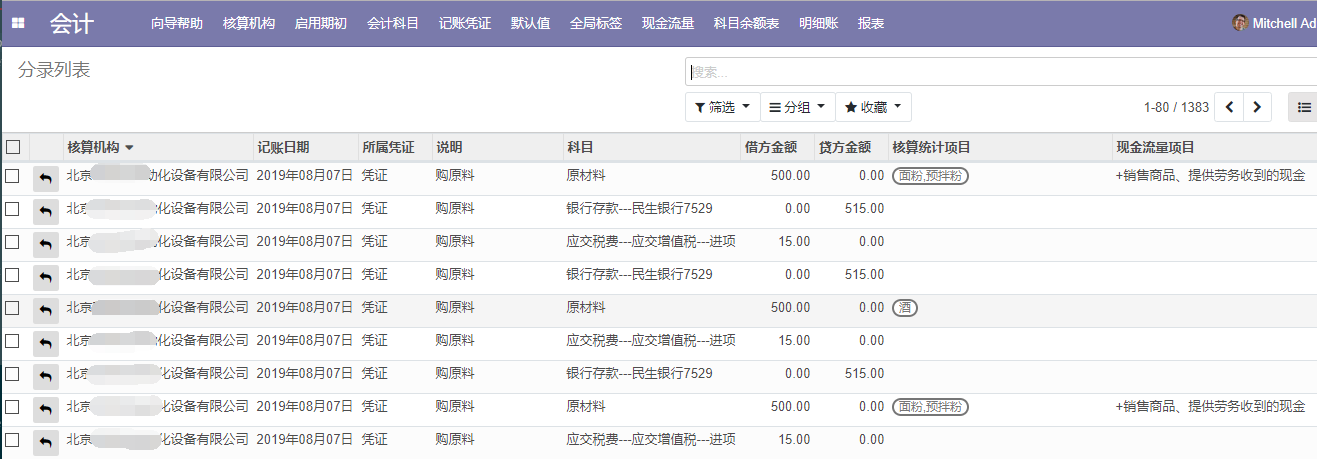 会计 向导帮助 核算机构 启用期初 会计科目 记账凭证 默认值 全局标签 现金流量 科目余额表 明细账 报表 Mitchell Ad
分录列表 搜索...
筛选 分组 收藏 1-80 / 1383
核算机构 记账日期 所属凭证 说明 科目 借方金额 贷方金额 核算统计项目 现金流量项目
北京 动化设备有限公司 2019年08月07日 凭证 购原料 原材料 500.00 0.00 面粉,预拌粉 +销售商品、提供劳务收到的现金
北京 化设备有限公司 2019年08月07日 凭证 购原料 银行存款---民生银行7529 0.00 515.00
北京 化设备有限公司 2019年08月07日 凭证 购原料 应交税费---应交增值税---进项 15.00 0.00
北京 化设备有限公司 2019年08月07日 凭证 购原料 银行存款---民生银行7529 0.00 515.00
北京 化设备有限公司 2019年08月07日 凭证 购原料 原材料 500.00 0.00 酒
北京 化设备有限公司 2019年08月07日 凭证 购原料 应交税费---应交增值税---进项 15.00 0.00
北京 化设备有限公司 2019年08月07日 凭证 购原料 银行存款---民生银行7529 0.00 515.00
北京 化设备有限公司 2019年08月07日 凭证 购原料 原材料 500.00 0.00 面粉,预拌粉 +销售商品、提供劳务收到的现金
北京 化设备有限公司 2019年08月07日 凭证 购原料 应交税费---应交增值税---进项 15.00 0.00